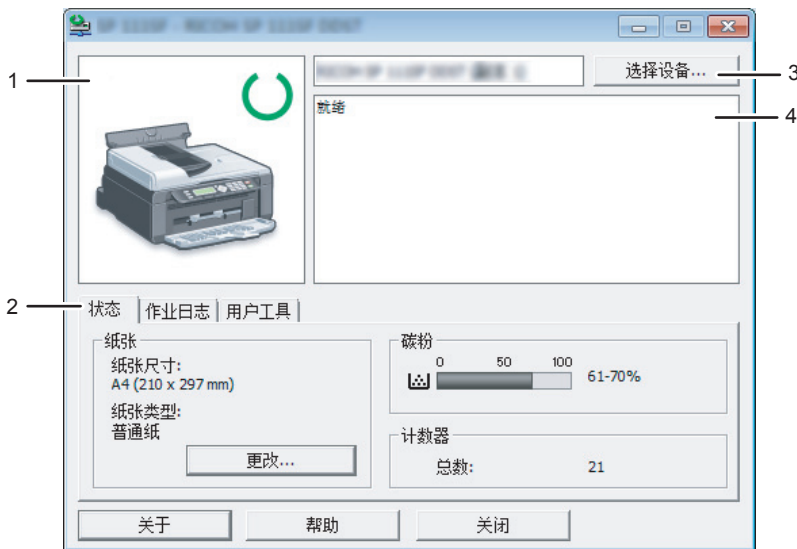 1
选择设备...
3
就绪
4
2
状态 作业日志 用户工具
纸张
纸张尺寸:
A4 (210 x 297 mm)
纸张类型:
普通纸
更改...
碳粉
0 50 100
61-70%
计数器
总数: 21
关于 帮助 关闭